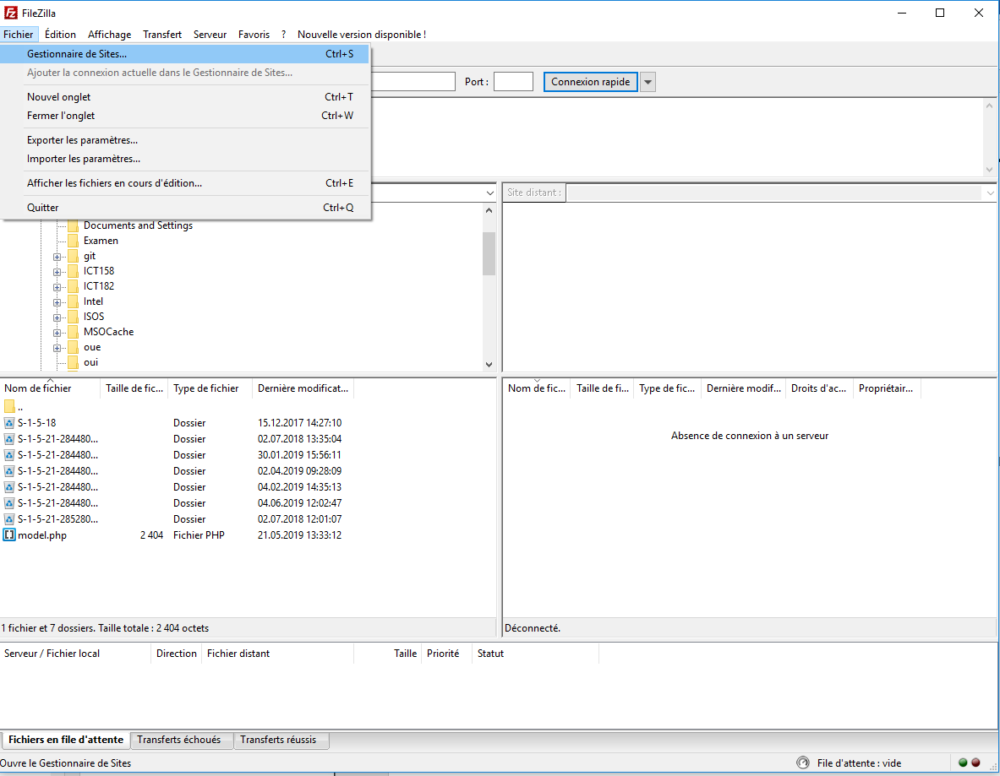 FileZilla
Fichier Édition Affichage Transfert Serveur Favoris ? Nouvelle version disponible !
Gestionnaire de Sites... Ctrl+S
Ajouter la connexion actuelle dans le Gestionnaire de Sites...
Nouvel onglet Ctrl+T
Fermer l'onglet Ctrl+W
Exporter les paramètres...
Importer les paramètres...
Afficher les fichiers en cours d'édition... Ctrl+E
Quitter Ctrl+Q
Port : Connexion rapide
Site distant :
Documents and Settings
Examen
git
ICT158
ICT182
Intel
ISOS
MSOCache
oue
oui
Nom de fichier Taille de fic... Type de fichier Dernière modificat...
..
S-1-5-18 Dossier 15.12.2017 14:27:10
S-1-5-21-284480... Dossier 02.07.2018 13:35:04
S-1-5-21-284480... Dossier 30.01.2019 15:56:11
S-1-5-21-284480... Dossier 02.04.2019 09:28:09
S-1-5-21-284480... Dossier 04.02.2019 14:35:13
S-1-5-21-284480... Dossier 04.06.2019 12:02:47
S-1-5-21-285280... Dossier 02.07.2018 12:01:07
model.php 2 404 Fichier PHP 21.05.2019 13:33:12
1 fichier et 7 dossiers. Taille totale : 2 404 octets
Nom de fic... Taille de fi... Type de fic... Dernière modif... Droits d'ac... Propriétair...
Absence de connexion à un serveur
Déconnecté.
Serveur / Fichier local Direction Fichier distant Taille Priorité Statut
Fichiers en file d'attente Transferts échoués Transferts réussis
Ouvre le Gestionnaire de Sites File d'attente : vide